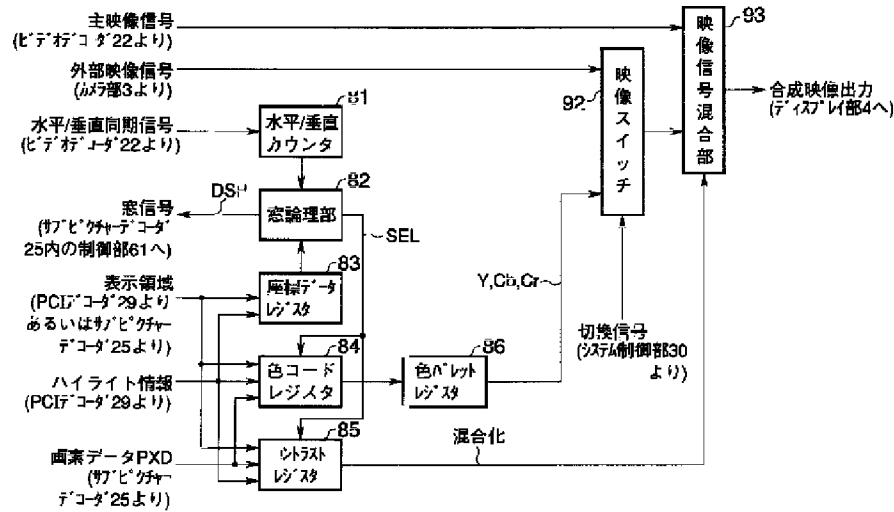 主映像信号
(ビデオデコーダ22より)
外部映像信号
(カメラ部3より)
水平/垂直同期信号
(ビデオデコーダ22より)
窓信号
(サブピクチャーデコーダ
25内の制御部61へ)
表示領域
(PCIデコーダ29より
あるいはサブピクチャー
デコーダ25より)
ハイライト情報
(PCIデコーダ29より)
画素データPXD
(サブピクチャー
デコーダ25より)
81
水平/垂直
カウンタ
DSP
82
窓論理部
SEL
83
座標データ
レジスタ
84
色コード
レジスタ
85
コントラスト
レジスタ
86
色パレット
レジスタ
Y,Cb,Cr
混合化
92
映像スイッチ
切換信号
(システム制御部30
より)
93
映像信号混合部
合成映像出力
(ディスプレイ部4へ)